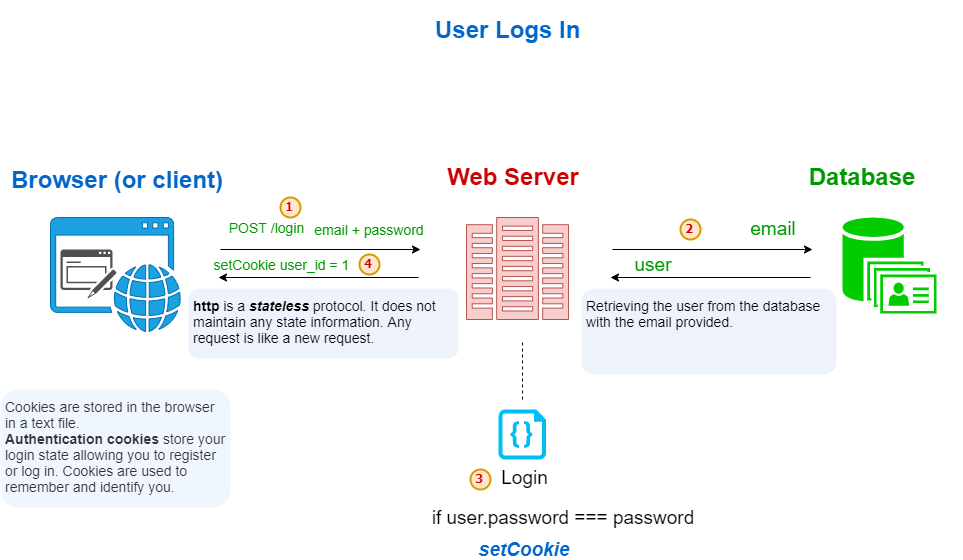 User Logs In
Browser (or client)
Web Server
Database
1
POST /login email + password
setCookie user_id = 1 4
http is a stateless protocol. It does not
maintain any state information. Any
request is like a new request.
2 email
user
Retrieving the user from the database
with the email provided.
Cookies are stored in the browser
in a text file.
Authentication cookies store your
login state allowing you to register
or log in. Cookies are used to
remember and identify you.
{}
3 Login
if user.password === password
setCookie